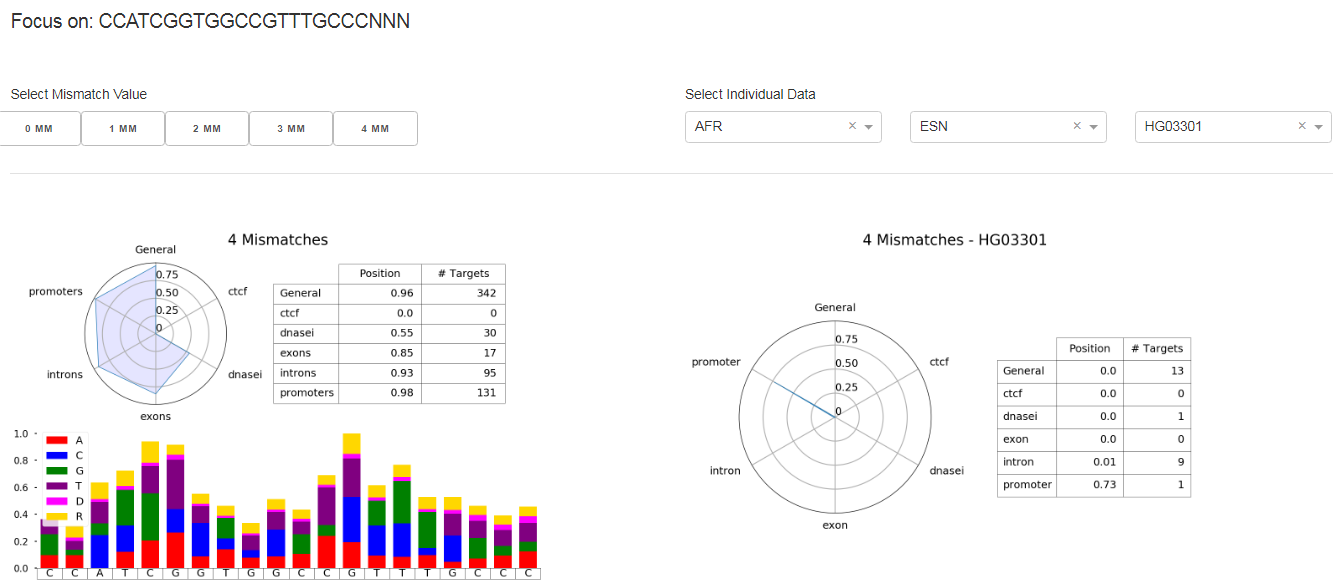 Focus on: CCATCGGTGGCCGTTTGCCCNNN
Select Mismatch Value
Select Individual Data
0 MM
1 MM
2 MM
3 MM
4 MM
AFR × 
ESN ×
HG03301 ×
4 Mismatches
General
ctcf
dnasei
exons
introns
promoters
0.75
0.50
0.25
0
Position # Targets
General 0.96 342
ctcf 0.0 0
dnasei 0.55 30
exons 0.85 17
introns 0.93 95
promoters 0.98 131
1.0
0.8
0.6
0.4
0.2
0.0
A
C
G
T
D
R
C C A T C G G T G G C C G T T T G C C C
4 Mismatches - HG03301
General
ctcf
dnasei
exon
intron
promoter
0.75
0.50
0.25
0
Position # Targets
General 0.0 13
ctcf 0.0 0
dnasei 0.0 1
exon 0.0 0
intron 0.01 9
promoter 0.73 1